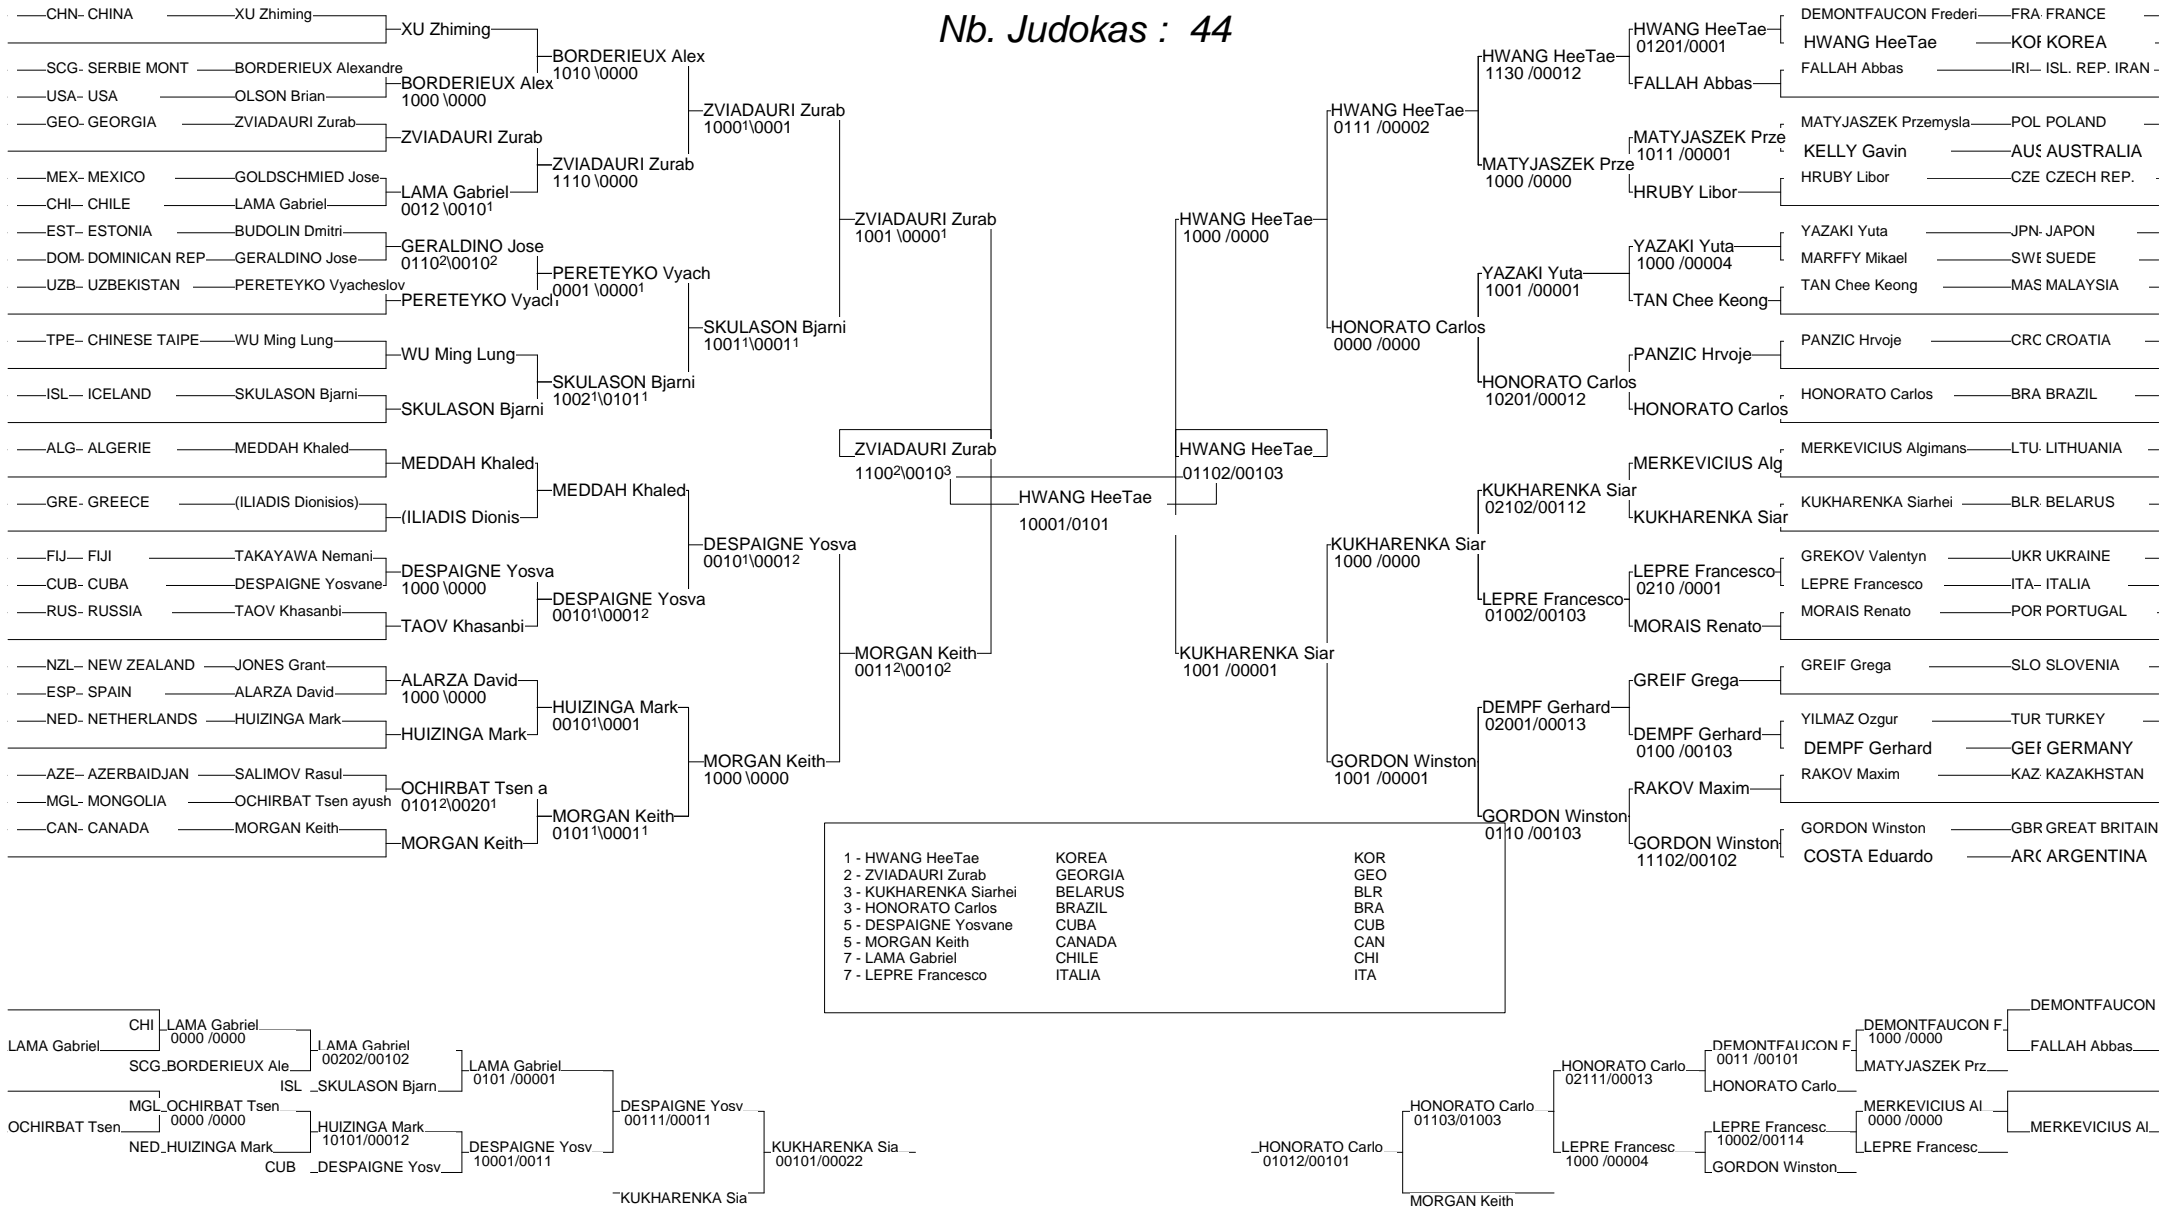 Nb. Judokas : 44
CHN- CHINA XU Zhiming
SCG- SERBIE MONT BORDERIEUX Alexandre
USA- USA OLSON Brian
GEO- GEORGIA ZVIADAURI Zurab
MEX- MEXICO GOLDSCHMIED Jose
CHI- CHILE LAMA Gabriel
EST- ESTONIA BUDOLIN Dmitri
DOM- DOMINICAN REP GERALDINO Jose
UZB- UZBEKISTAN PERETEYKO Vyacheslov
TPE- CHINESE TAIPE WU Ming Lung
ISL- ICELAND SKULASON Bjarni
ALG- ALGERIE MEDDAH Khaled
GRE- GREECE (ILIADIS Dionisios)
FIJ- FIJI TAKAYAWA Nemani
CUB- CUBA DESPAIGNE Yosvane
RUS- RUSSIA TAOV Khasanbi
NZL- NEW ZEALAND JONES Grant
ESP- SPAIN ALARZA David
NED- NETHERLANDS HUIZINGA Mark
AZE- AZERBAIDJAN SALIMOV Rasul
MGL- MONGOLIA OCHIRBAT Tsen ayush
CAN- CANADA MORGAN Keith
XU Zhiming
BORDERIEUX Alex
1000 \0000
ZVIADAURI Zurab
LAMA Gabriel
0012 \0010¹
GERALDINO Jose
0110²\0010²
PERETEYKO Vyach
WU Ming Lung
SKULASON Bjarni
MEDDAH Khaled
(ILIADIS Dionis
DESPAIGNE Yosva
1000 \0000
TAOV Khasanbi
ALARZA David
1000 \0000
HUIZINGA Mark
OCHIRBAT Tsen a
0101²\0020¹
MORGAN Keith
BORDERIEUX Alex
1010 \0000
ZVIADAURI Zurab
1110 \0000
PERETEYKO Vyach
0001 \0000¹
SKULASON Bjarni
1002¹\0101¹
MEDDAH Khaled
DESPAIGNE Yosva
0010¹\0001²
HUIZINGA Mark
0010¹\0001
MORGAN Keith
0101¹\0001¹
ZVIADAURI Zurab
1000¹\0001
SKULASON Bjarni
1001¹\0001¹
DESPAIGNE Yosva
0010¹\0001²
MORGAN Keith
1000 \0000
ZVIADAURI Zurab
1001 \0000¹
MORGAN Keith
0011²\0010²
ZVIADAURI Zurab
1100²\0010³
HWANG HeeTae
01102/00103
HWANG HeeTae
10001/0101
HWANG HeeTae
1000 /0000
KUKHARENKA Siar
1001 /00001
HWANG HeeTae
0111 /00002
HONORATO Carlos
0000 /0000
KUKHARENKA Siar
1000 /0000
GORDON Winston
1001 /00001
HWANG HeeTae
1130 /00012
MATYJASZEK Prze
1000 /0000
YAZAKI Yuta
1001 /00001
HONORATO Carlos
10201/00012
KUKHARENKA Siar
02102/00112
LEPRE Francesco
01002/00103
DEMPF Gerhard
02001/00013
GORDON Winston
0110 /00103
HWANG HeeTae
01201/0001
FALLAH Abbas
MATYJASZEK Prze
1011 /00001
HRUBY Libor
YAZAKI Yuta
1000 /00004
TAN Chee Keong
PANZIC Hrvoje
HONORATO Carlos
MERKEVICIUS Alg
KUKHARENKA Siar
LEPRE Francesco
0210 /0001
MORAIS Renato
GREIF Grega
DEMPF Gerhard
0100 /00103
RAKOV Maxim
GORDON Winston
11102/00102
DEMONTFAUCON Frederi FRA FRANCE
HWANG HeeTae KOR KOREA
FALLAH Abbas IRI- ISL. REP. IRAN
MATYJASZEK Przemysla POL POLAND
KELLY Gavin AUS AUSTRALIA
HRUBY Libor CZE CZECH REP.
YAZAKI Yuta JPN- JAPON
MARFFY Mikael SWE SUEDE
TAN Chee Keong MAS MALAYSIA
PANZIC Hrvoje CRC CROATIA
HONORATO Carlos BRA BRAZIL
MERKEVICIUS Algimans LTU- LITHUANIA
KUKHARENKA Siarhei BLR BELARUS
GREKOV Valentyn UKR UKRAINE
LEPRE Francesco ITA- ITALIA
MORAIS Renato POR PORTUGAL
GREIF Grega SLO SLOVENIA
YILMAZ Ozgur TUR TURKEY
DEMPF Gerhard GER GERMANY
RAKOV Maxim KAZ KAZAKHSTAN
GORDON Winston GBR GREAT BRITAIN
COSTA Eduardo ARG ARGENTINA
1 - HWANG HeeTae KOREA KOR
2 - ZVIADAURI Zurab GEORGIA GEO
3 - KUKHARENKA Siarhei BELARUS BLR
3 - HONORATO Carlos BRAZIL BRA
5 - DESPAIGNE Yosvane CUBA CUB
5 - MORGAN Keith CANADA CAN
7 - LAMA Gabriel CHILE CHI
7 - LEPRE Francesco ITALIA ITA
LAMA Gabriel
OCHIRBAT Tsen
CHI LAMA Gabriel
0000 /0000
SCG BORDERIEUX Ale
MGL OCHIRBAT Tsen
0000 /0000
NED HUIZINGA Mark
LAMA Gabriel
00202/00102
ISL SKULASON Bjarn
HUIZINGA Mark
10101/00012
CUB DESPAIGNE Yosv
LAMA Gabriel
0101 /00001
DESPAIGNE Yosv
10001/0011
DESPAIGNE Yosv
00111/00011
KUKHARENKA Sia
KUKHARENKA Sia
00101/00022
HONORATO Carlo
01012/00101
HONORATO Carlo
01103/01003
MORGAN Keith
HONORATO Carlo
02111/00013
LEPRE Francesc
1000 /00004
DEMONTFAUCON F
0011 /00101
HONORATO Carlo
LEPRE Francesc
10002/00114
GORDON Winston
DEMONTFAUCON F
1000 /0000
MATYJASZEK Prz
MERKEVICIUS Al
0000 /0000
LEPRE Francesc
DEMONTFAUCON
FALLAH Abbas
MERKEVICIUS Al